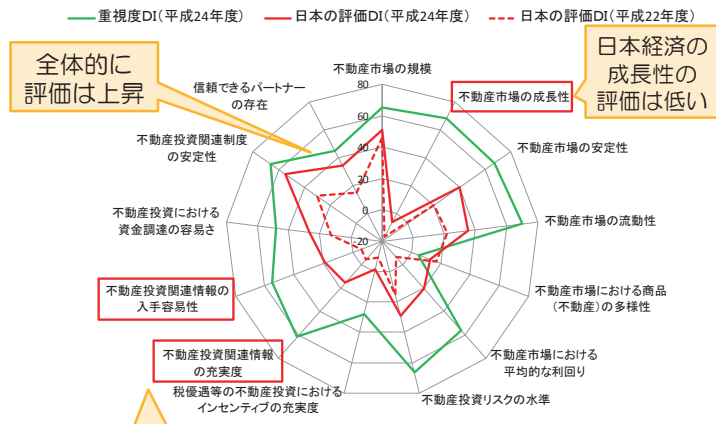 重視度DI(平成24年度)
日本の評価DI(平成24年度)
日本の評価DI(平成22年度)
全体的に
評価は上昇
日本経済の
成長性の
評価は低い
不動産市場の規模
不動産市場の成長性
不動産市場の安定性
不動産市場の流動性
不動産市場における商品
(不動産)の多様性
不動産市場における
平均的な利回り
不動産投資リスクの水準
税優遇等の不動産投資における
インセンティブの充実度
不動産投資関連情報
の充実度
不動産投資関連情報の
入手容易性
不動産投資における
資金調達の容易さ
不動産投資関連制度
の安定性
信頼できるパートナー
の存在
80
60
40
20
0
-20